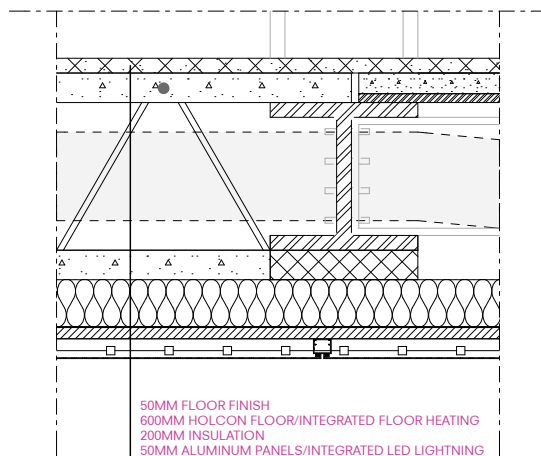 50MM FLOOR FINISH
600MM HOLCON FLOOR/INTEGRATED FLOOR HEATING
200MM INSULATION
50MM ALUMINUM PANELS/INTEGRATED LED LIGHTNING